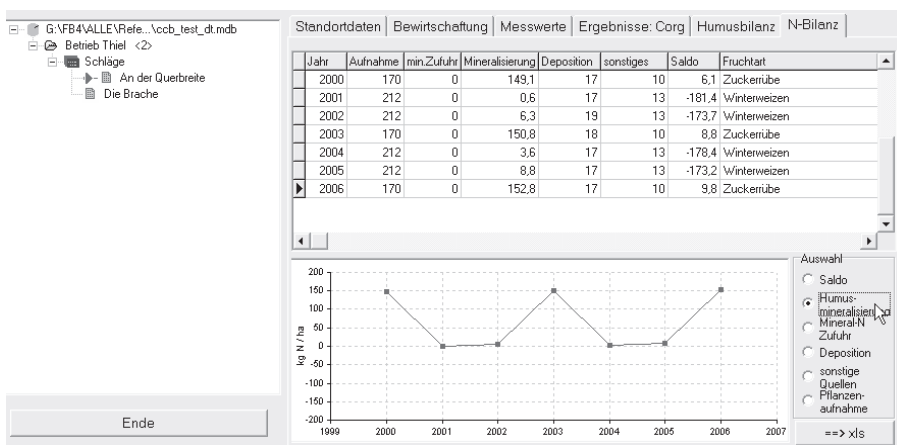 G:\FB4\ALLE\Refe...\ccb_test_dt.mdb
Betrieb Thiel <2>
Schläge
An der Querbreite
Die Brache
Ende
Standortdaten Bewirtschaftung Messwerte Ergebnisse: Corg Humusbilanz N-Bilanz
Jahr Aufnahme min.Zufuhr Mineralisierung Deposition sonstiges Saldo Fruchtart
2000 170 0 149,1 17 10 6,1 Zuckerrübe
2001 212 0 0,6 17 13 -181,4 Winterweizen
2002 212 0 6,3 19 13 -173,7 Winterweizen
2003 170 0 150,8 18 10 8,8 Zuckerrübe
2004 212 0 3,6 17 13 -178,4 Winterweizen
2005 212 0 8,8 17 13 -173,2 Winterweizen
2006 170 0 152,8 17 10 9,8 Zuckerrübe
kg N / ha
200
150
100
50
0
-50
-100
-150
-200
1999 2000 2001 2002 2003 2004 2005 2006 2007
Auswahl
Saldo
Humus-
mineralisierung
Mineral-N
Zufuhr
Deposition
sonstige
Quellen
Pflanzen-
aufnahme
==> xls